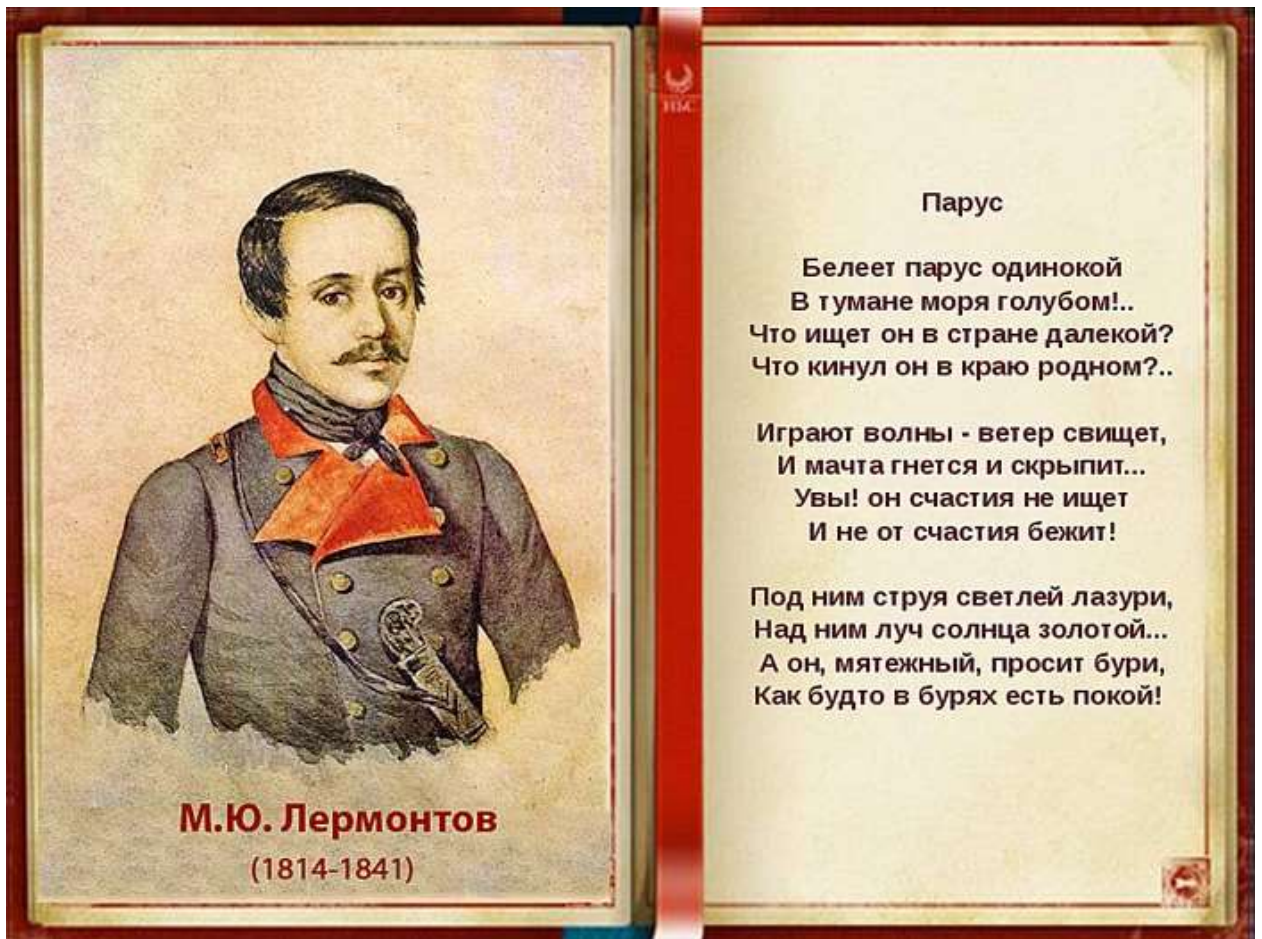 М.Ю. Лермонтов
(1814-1841)
Парус
Белеет парус одинокой
В тумане моря голубом!..
Что ищет он в стране далекой?
Что кинул он в краю родном?..
Играют волны - ветер свищет,
И мачта гнется и скрыпит...
Увы! он счастия не ищет
И не от счастия бежит!
Под ним струя светлей лазури,
Над ним луч солнца золотой...
А он, мятежный, просит бури,
Как будто в бурях есть покой!